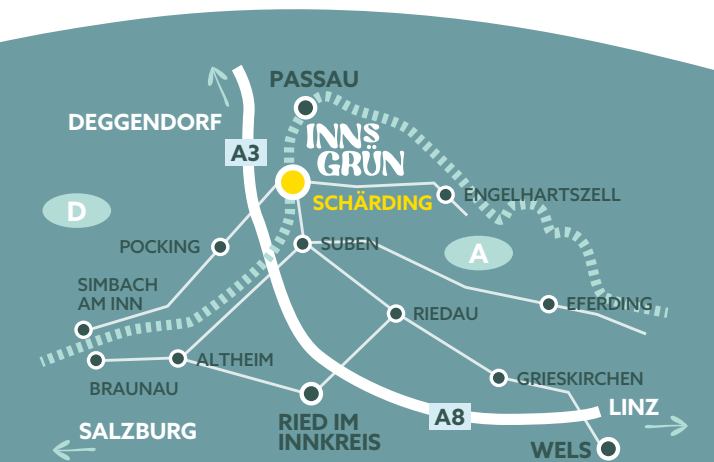 PASSAU
DEGGENDORF
INNS
GRÜN
A3
SCHÄRDING
ENGELHARTSZELL
D
POCKING
SUBEN
A
SIMBACH
AM INN
EFERDING
RIEDAU
ALTHEIM
BRAUNAU
GRIESKIRCHEN
LINZ
A8
RIED IM
INNKREIS
SALZBURG
WELS